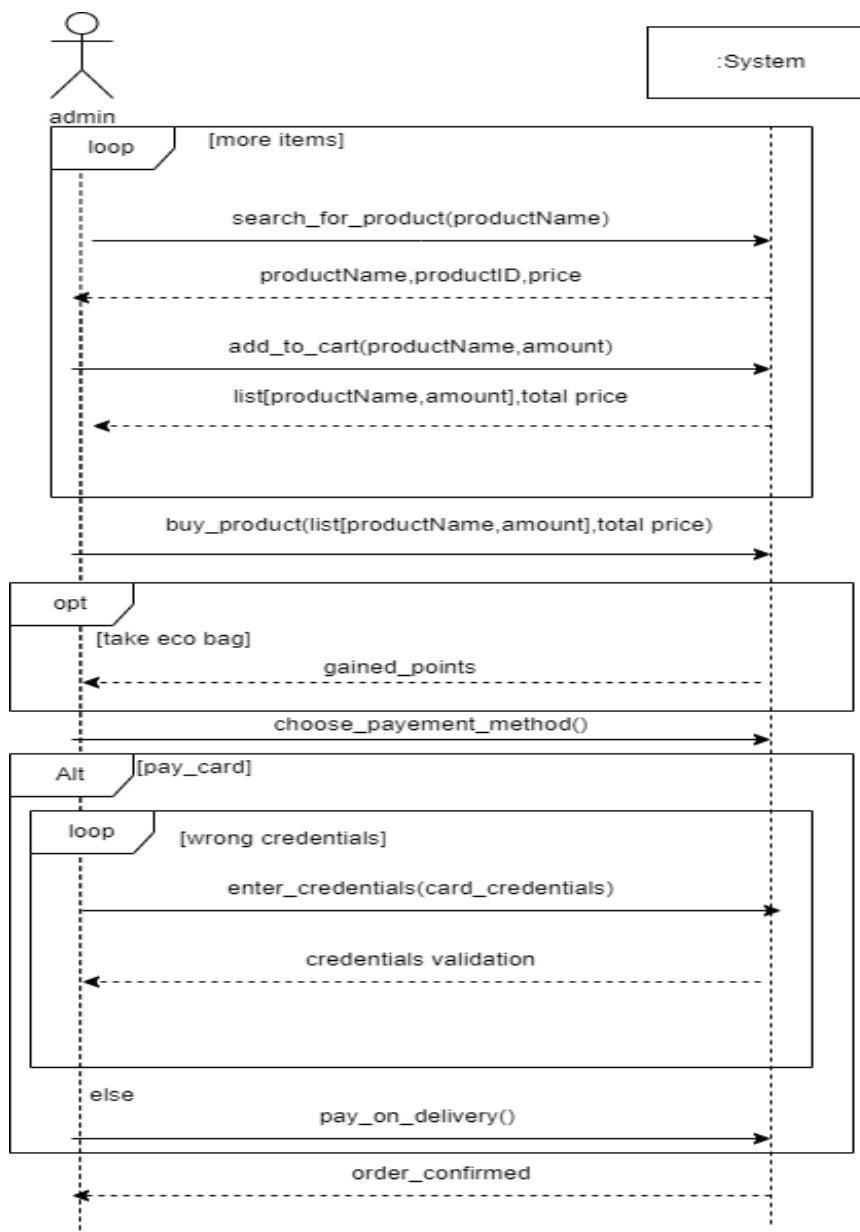 :System
admin
loop
[more items]
search_for_product(productName)
productName,productID,price
add_to_cart(productName,amount)
list[productName,amount],total price
buy_product(list[productName,amount],total price)
opt
[take eco bag]
gained_points
choose_payement_method()
Alt
[pay_card]
loop
[wrong credentials]
enter_credentials(card_credentials)
credentials validation
else
pay_on_delivery()
order_confirmed